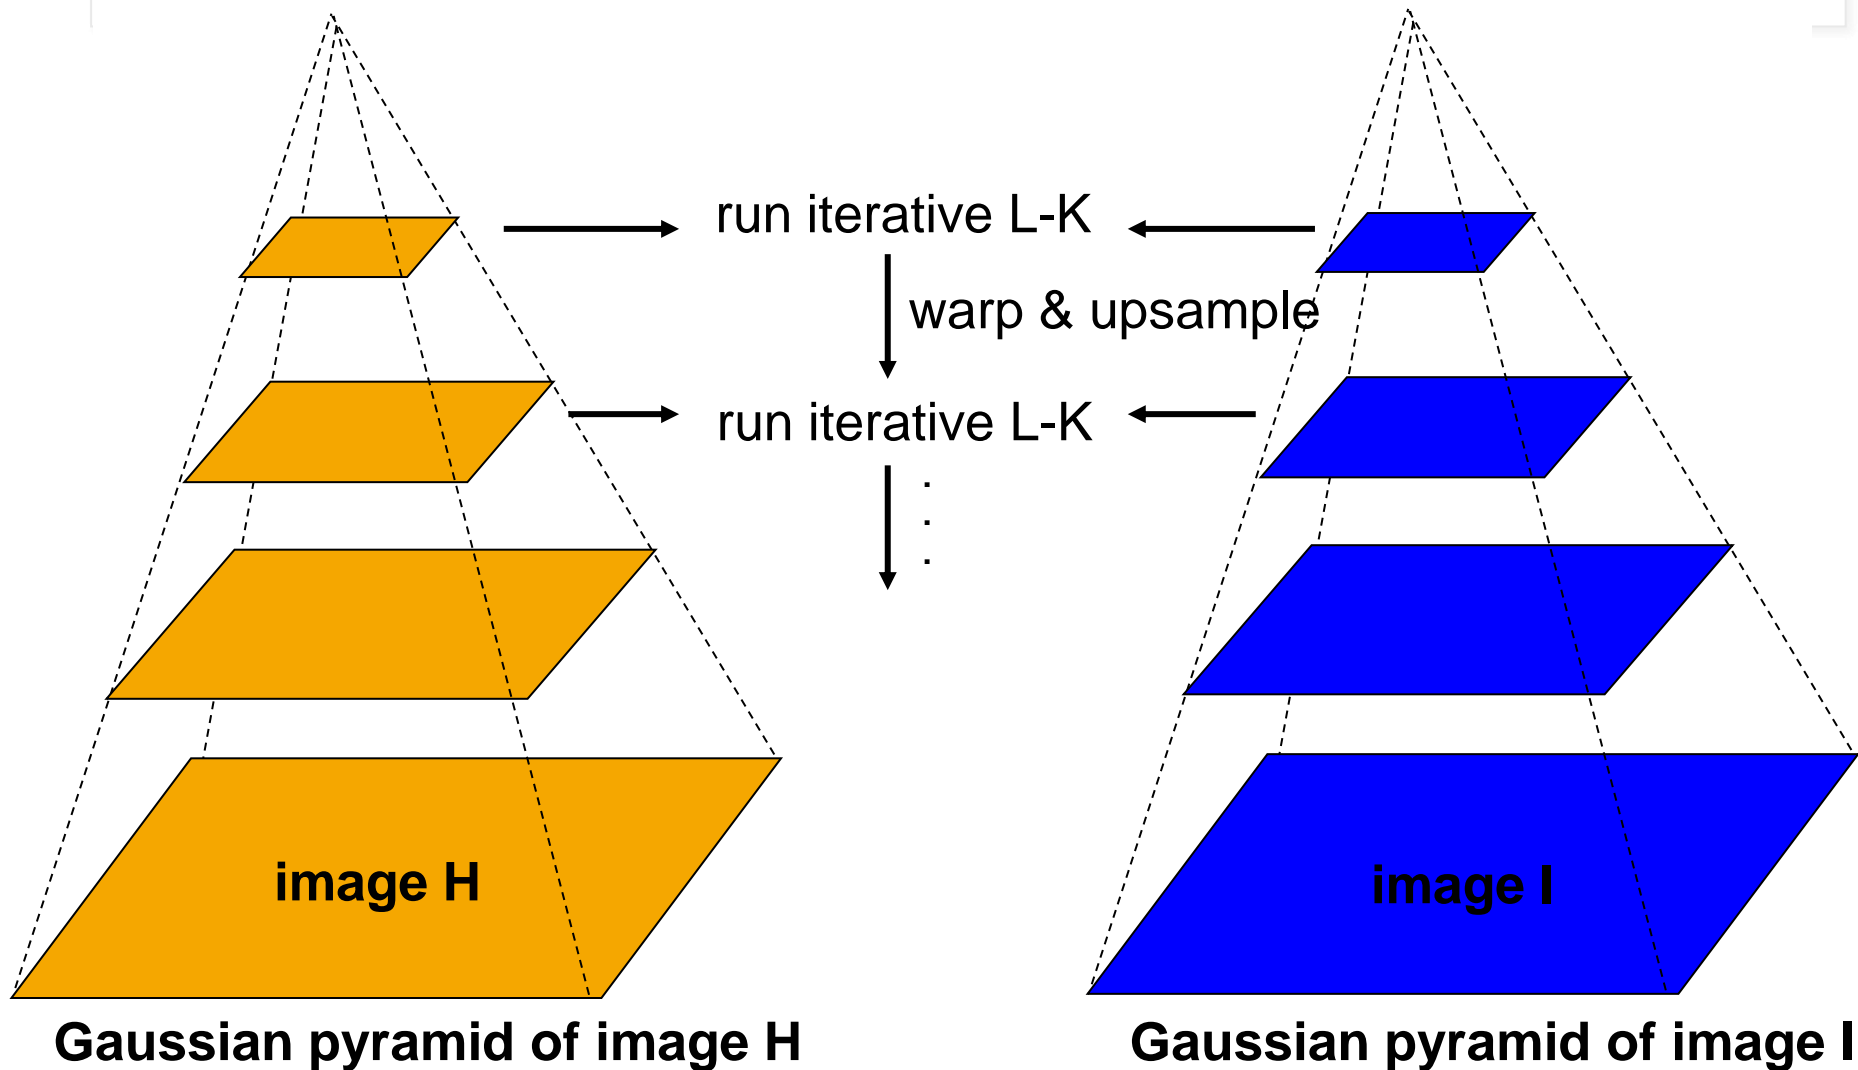 run iterative L-K
warp & upsample
run iterative L-K
.
.
.
image H
image I
Gaussian pyramid of image H
Gaussian pyramid of image I